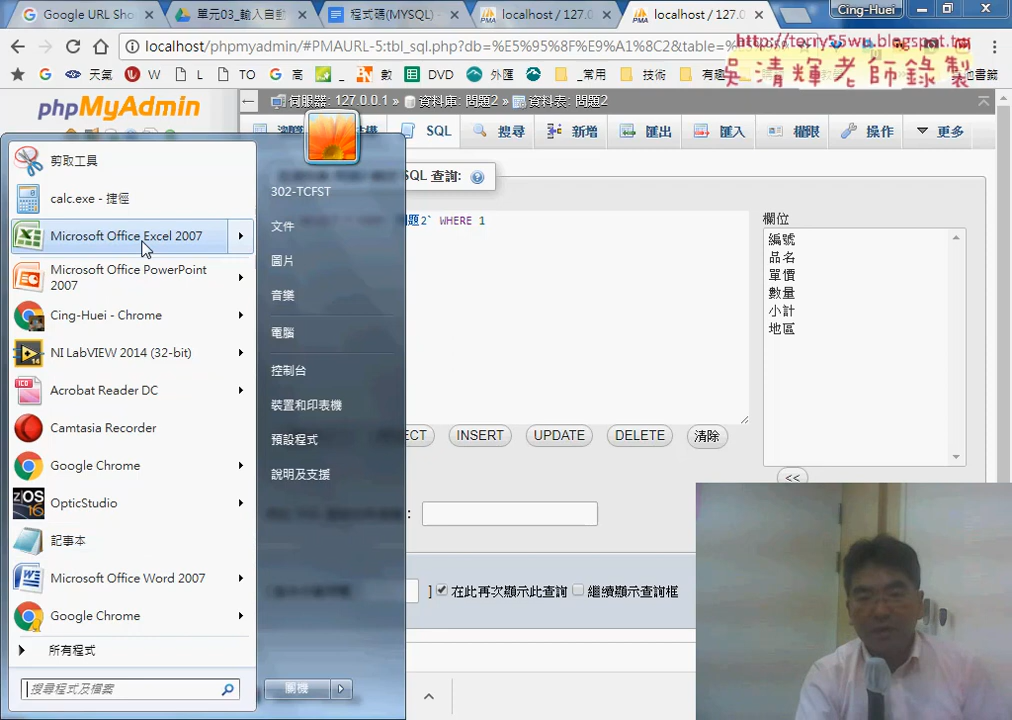 Google URL Sho
單元03_輸入自動
程式碼(MYSQL) -
localhost / 127.0
localhost / 127.0
Cing-Huei
localhost/phpmyadmin/#PMAURL-5:tbl_sql.php?db=%E5%95%8F%E9%A1%8C2&table=
http://terry55wu.blogspot.tw
吳清輝老師錄製
天氣
W
L
TO
高
_
數
DVD
外匯
_常用
技術
有趣
phpMyAdmin
伺服器: 127.0.0.1 » 資料庫: 問題2 » 資料表: 問題2
SQL
搜尋
新增
匯出
匯入
權限
操作
更多
SQL 查詢:
問題2` WHERE 1
欄位
編號
品名
單價
數量
小計
地區
INSERT
UPDATE
DELETE
清除
<<
] 在此再次顯示此查詢
繼續顯示查詢框
剪取工具
calc.exe - 捷徑
Microsoft Office Excel 2007
Microsoft Office PowerPoint
2007
Cing-Huei - Chrome
NI LabVIEW 2014 (32-bit)
Acrobat Reader DC
Camtasia Recorder
Google Chrome
OpticStudio
記事本
Microsoft Office Word 2007
Google Chrome
所有程式
搜尋程式及檔案
302-TCFST
文件
圖片
音樂
電腦
控制台
裝置和印表機
預設程式
說明及支援
關機